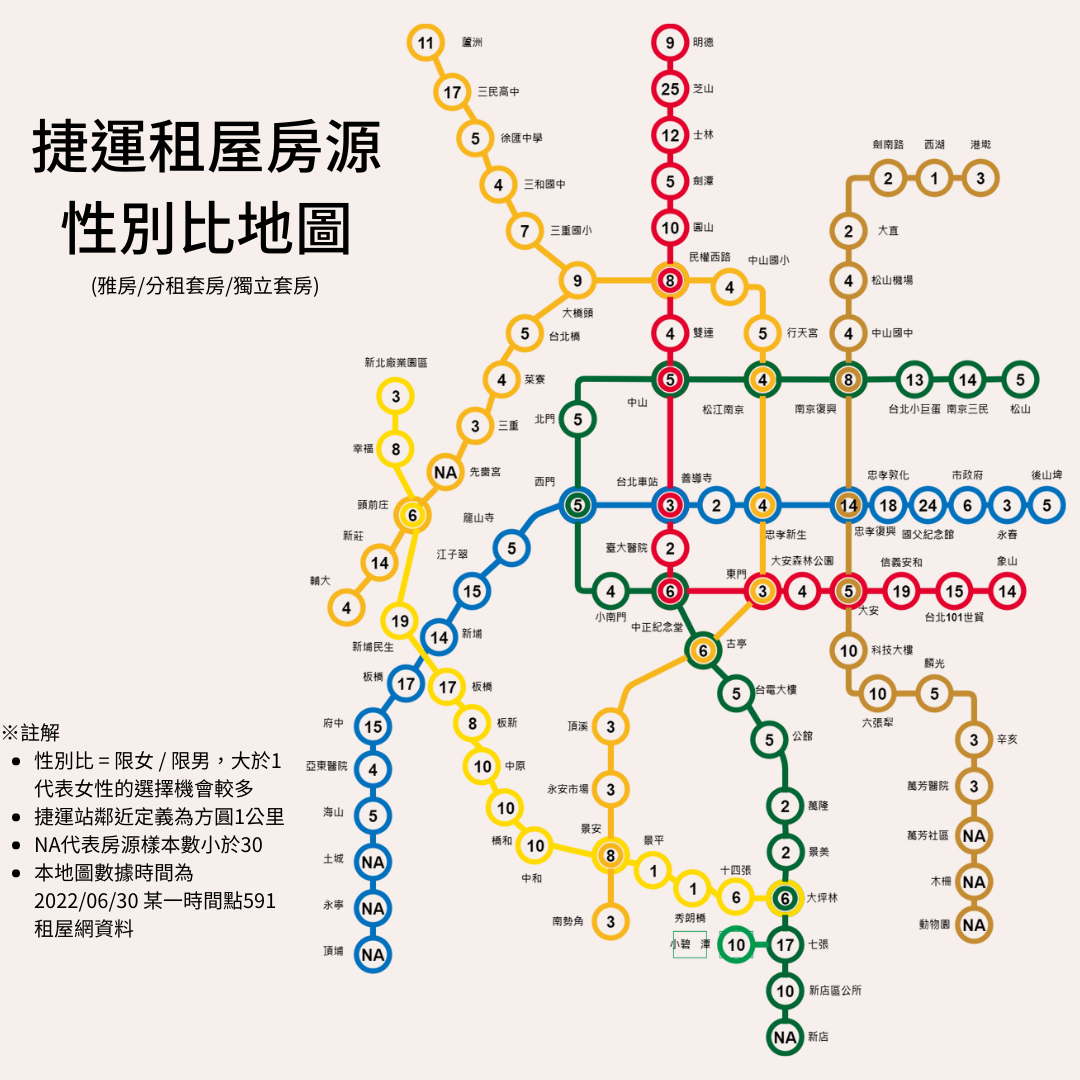 捷運租屋房源
性別比地圖
(雅房/分租套房/獨立套房)
11 蘆洲
17 三民高中
5 徐匯中學
4 三和國中
7 三重國小
9 大橋頭
5 台北橋
4 菜寮
3 三重
NA 先嗇宮
頭前庄 6
新莊 14
輔大 4
9 明德
25 芝山
12 士林
5 劍潭
10 圓山
民權西路 8
4 雙連
5 中山
台北車站 3
臺大醫院 2
6 中正紀念堂
東門 3
大安森林公園 4
5 大安
信義安和 19
15 台北101世貿
象山 14
中山國小 4
5 行天宮
4 松江南京
4 忠孝新生
6 古亭
頂溪 3
永安市場 3
景安 8
南勢角 3
劍南路 2
西湖 1
港墘 3
2 大直
4 松山機場
4 中山國中
南京復興 8
14 忠孝復興
10 科技大樓
10 六張犁
麟光 5
3 辛亥
萬芳醫院 3
萬芳社區 NA
木柵 NA
動物園 NA
13 台北小巨蛋
14 南京三民
5 松山
北門 5
西門 5
4 小南門
5 台電大樓
5 公館
2 萬隆
2 景美
6 大坪林
17 七張
小碧 潭 10
10 新店區公所
NA 新店
善導寺 2
忠孝敦化 18
24 國父紀念館
市政府 6
3 永春
後山埤 5
龍山寺 5
江子翠 15
14 新埔
板橋 17
府中 15
亞東醫院 4
海山 5
土城 NA
永寧 NA
頂埔 NA
新北廠業園區 3
幸福 8
19 新埔民生
17 板橋
8 板新
10 中原
10 橋和
10 中和
景平 1
1 秀朗橋
十四張 6
※註解
• 性別比 = 限女 / 限男，大於1
代表女性的選擇機會較多
• 捷運站鄰近定義為方圓1公里
• NA代表房源樣本數小於30
• 本地圖數據時間為
2022/06/30 某一時間點591
租屋網資料